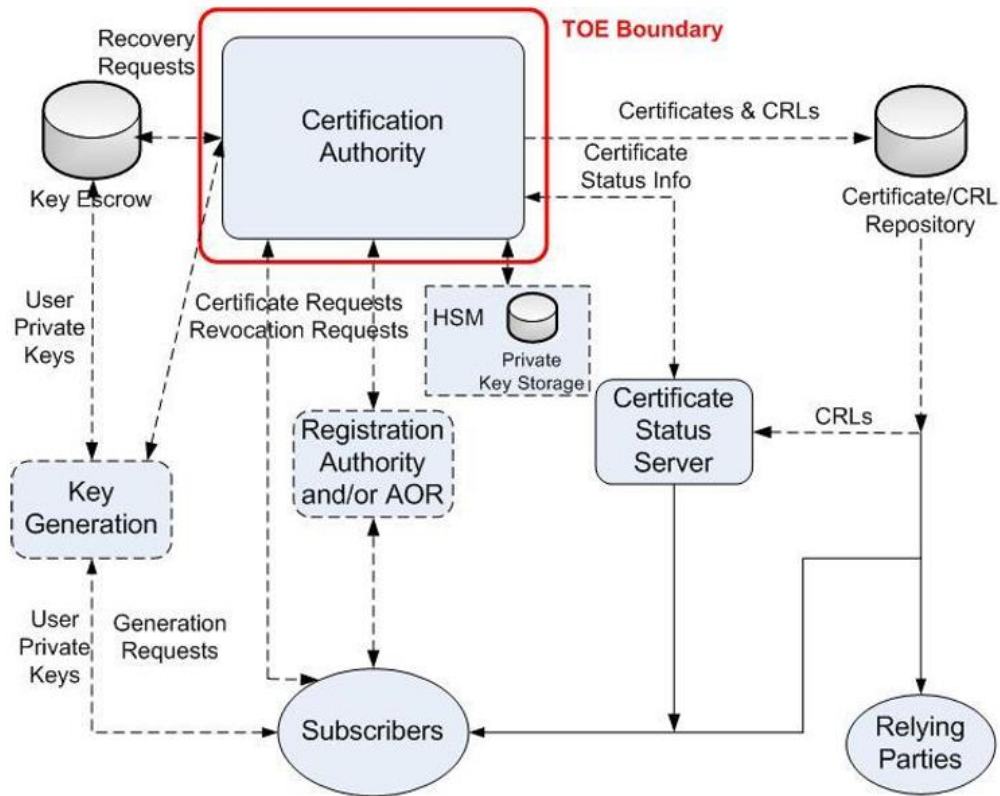 TOE Boundary
Recovery
Requests
Certification
Authority
Certificates & CRLs
Certificate
Status Info
Key Escrow
Certificate/CRL
Repository
User
Private
Keys
Certificate Requests
Revocation Requests
HSM
Private
Key Storage
Certificate
Status
Server
CRLs
Registration
Authority
and/or AOR
Key
Generation
User
Private
Keys
Generation
Requests
Subscribers
Relying
Parties